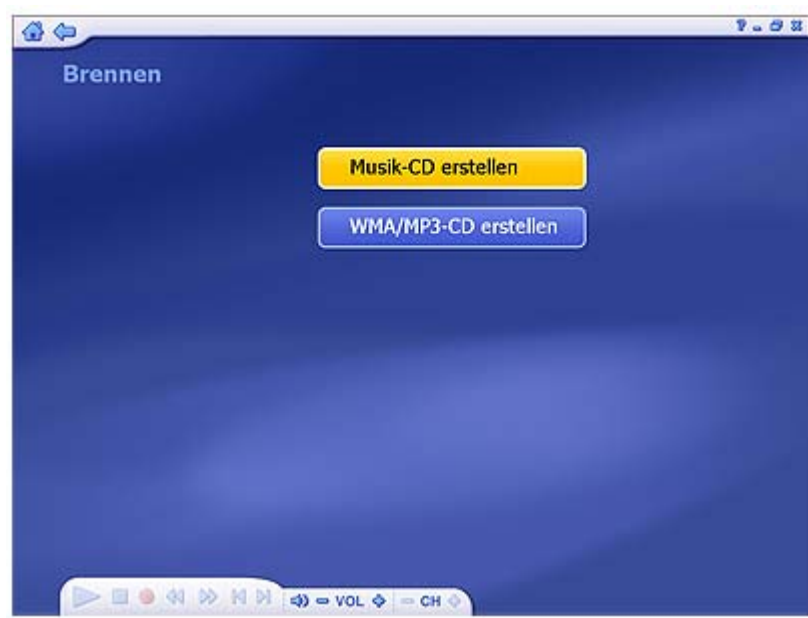 ?
Brennen
Musik-CD erstellen
WMA/MP3-CD erstellen
VOL
CH